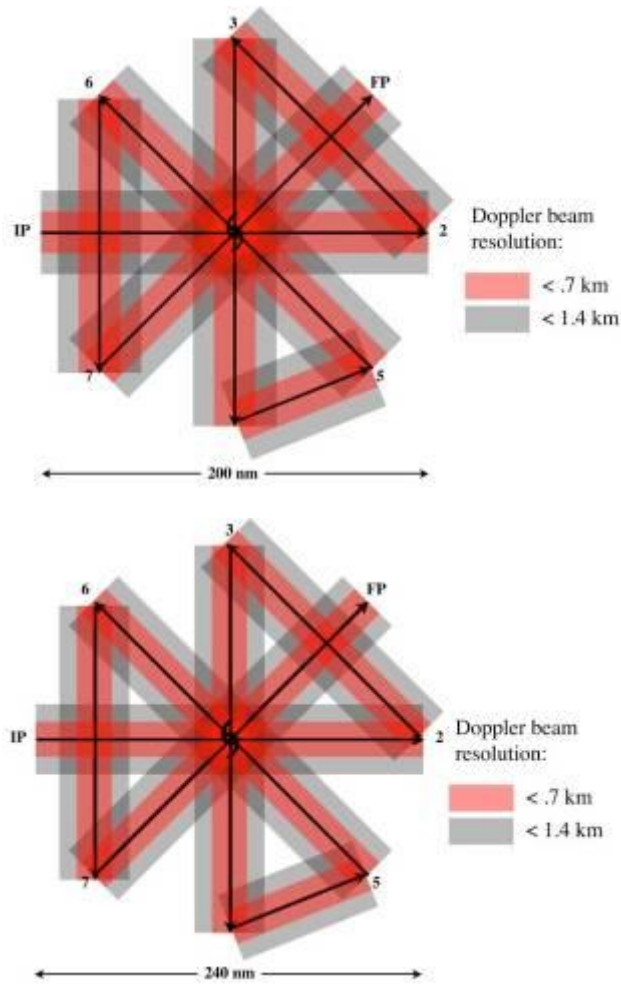 3
6
FP
IP
2
Doppler beam
resolution:
< .7 km
< 1.4 km
7
5
200 nm
3
6
FP
IP
2
Doppler beam
resolution:
< .7 km
< 1.4 km
7
5
240 nm